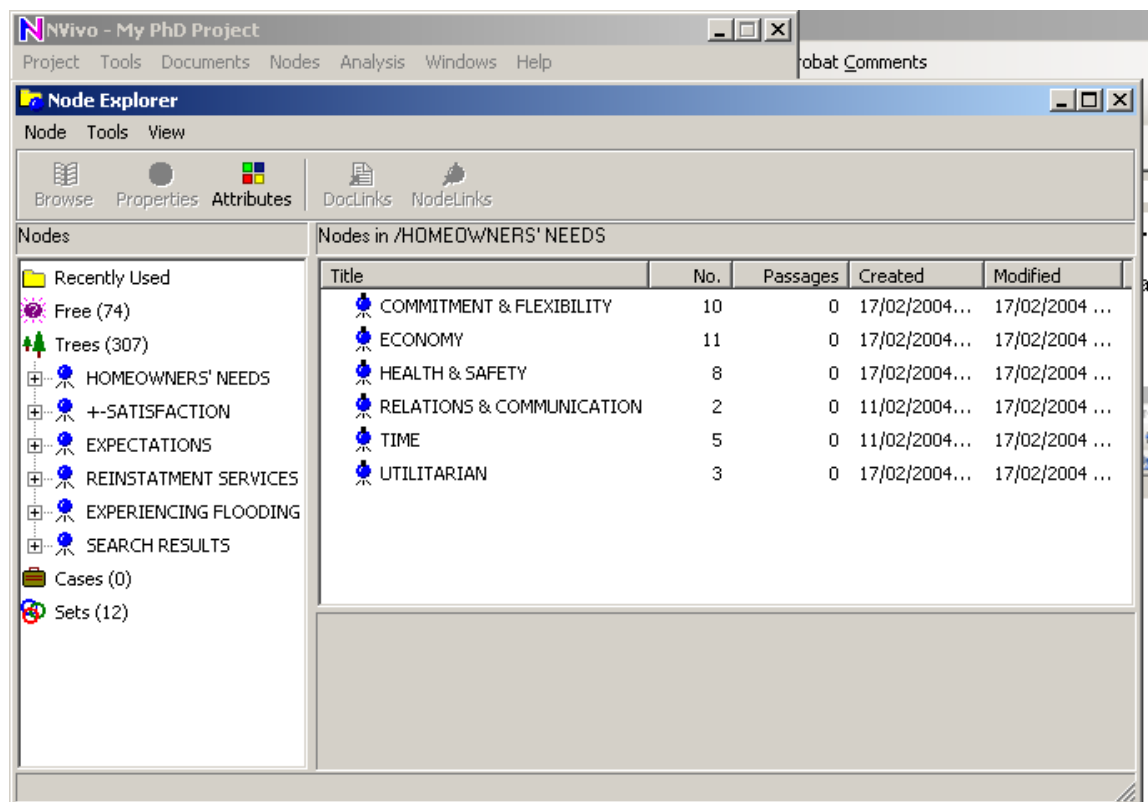 NVivo - My PhD Project
Project Tools Documents Nodes Analysis Windows Help
robat Comments
Node Explorer
Node Tools View
Browse Properties Attributes DocLinks NodeLinks
Nodes
Nodes in /HOMEOWNERS' NEEDS
Recently Used
Free (74)
Trees (307)
HOMEOWNERS' NEEDS
+-SATISFACTION
EXPECTATIONS
REINSTATMENT SERVICES
EXPERIENCING FLOODING
SEARCH RESULTS
Cases (0)
Sets (12)
Title No. Passages Created Modified
COMMITMENT & FLEXIBILITY 10 0 17/02/2004... 17/02/2004 ...
ECONOMY 11 0 17/02/2004... 17/02/2004 ...
HEALTH & SAFETY 8 0 17/02/2004... 17/02/2004 ...
RELATIONS & COMMUNICATION 2 0 11/02/2004... 17/02/2004 ...
TIME 5 0 11/02/2004... 17/02/2004 ...
UTILITARIAN 3 0 17/02/2004... 17/02/2004 ...